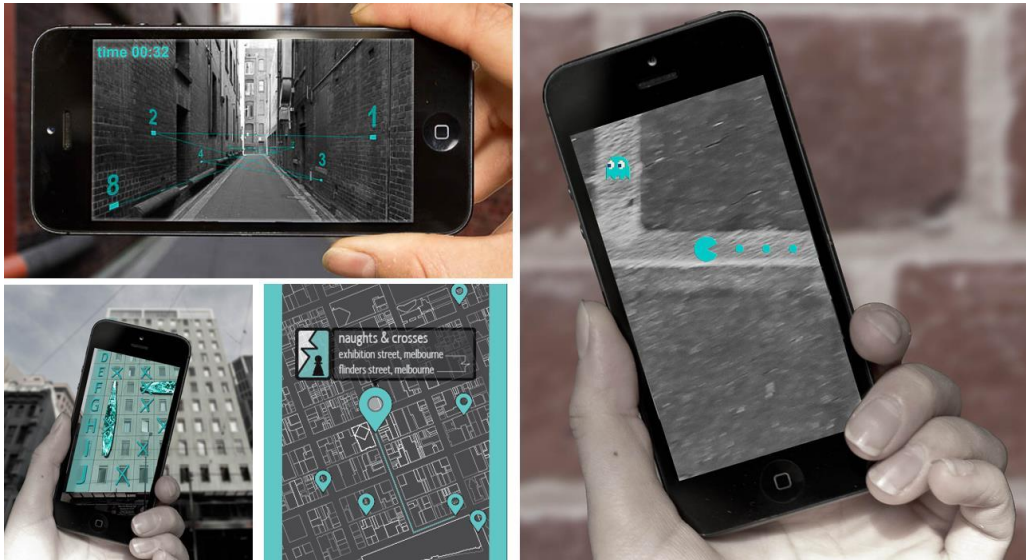 time 00:32
2
1
4
3
8
D
E X X
F X
G X
H X
I X
J X X
naughts & crosses
exhibition street, melbourne
flinders street, melbourne